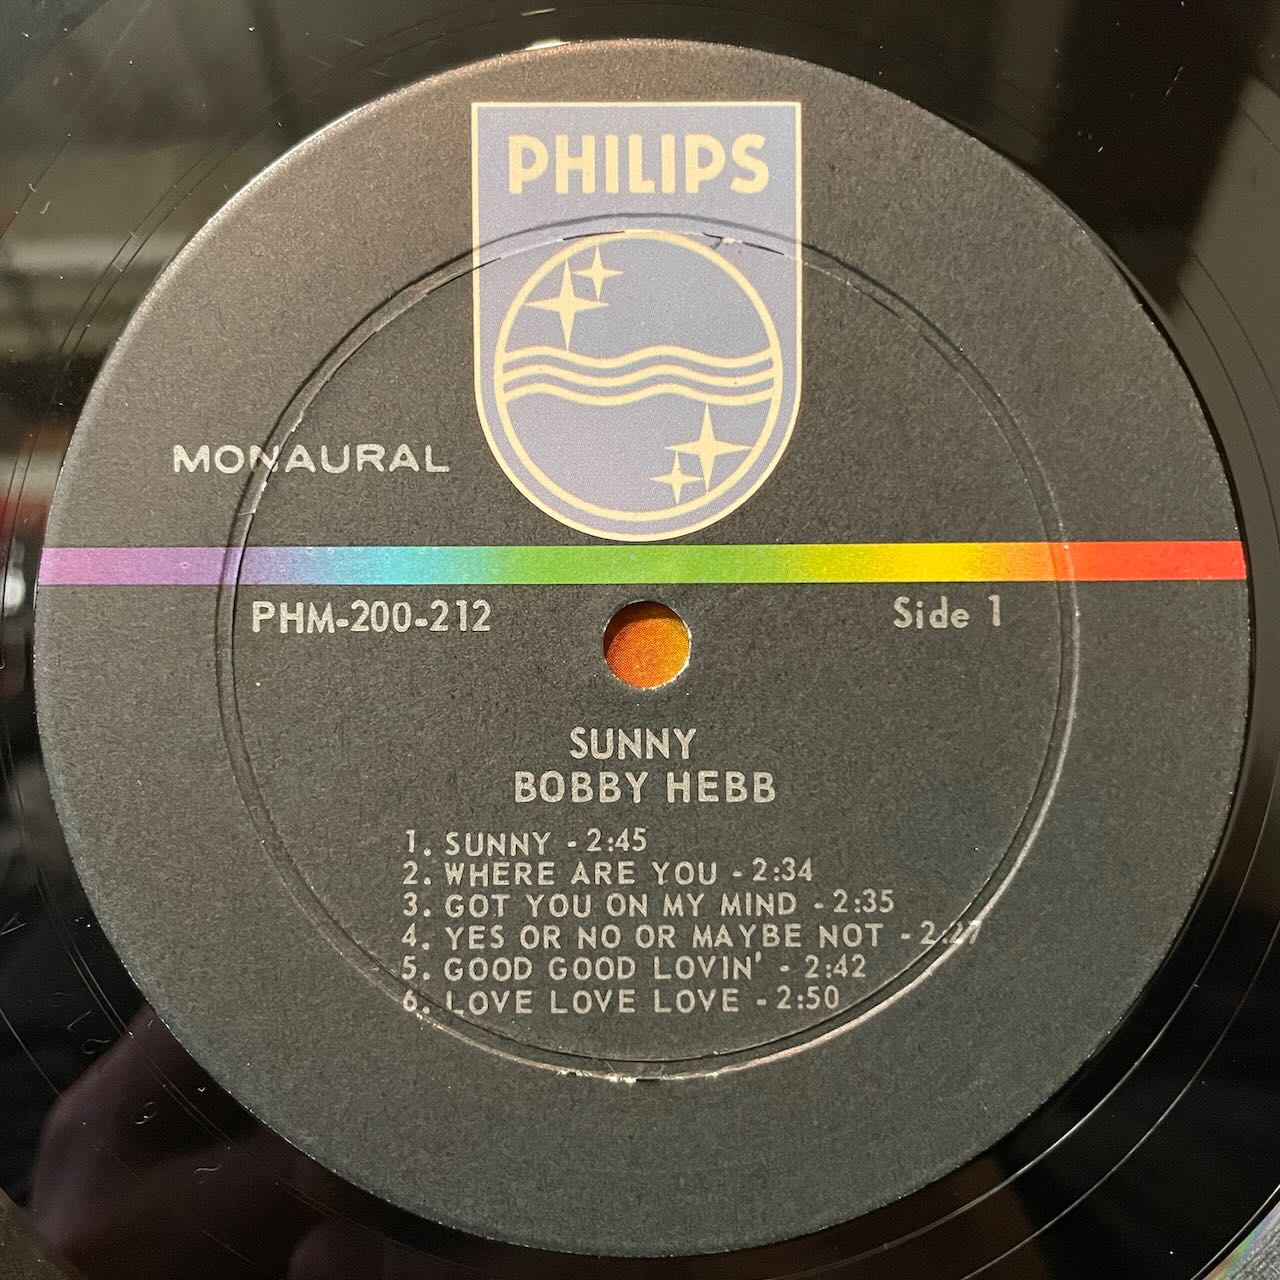 PHILIPS
MONAURAL
PHM-200-212
Side 1
SUNNY
BOBBY HEBB
1. SUNNY - 2:45
2. WHERE ARE YOU - 2:34
3. GOT YOU ON MY MIND - 2:35
4. YES OR NO OR MAYBE NOT - 2:27
5. GOOD GOOD LOVIN' - 2:42
6. LOVE LOVE LOVE - 2:50